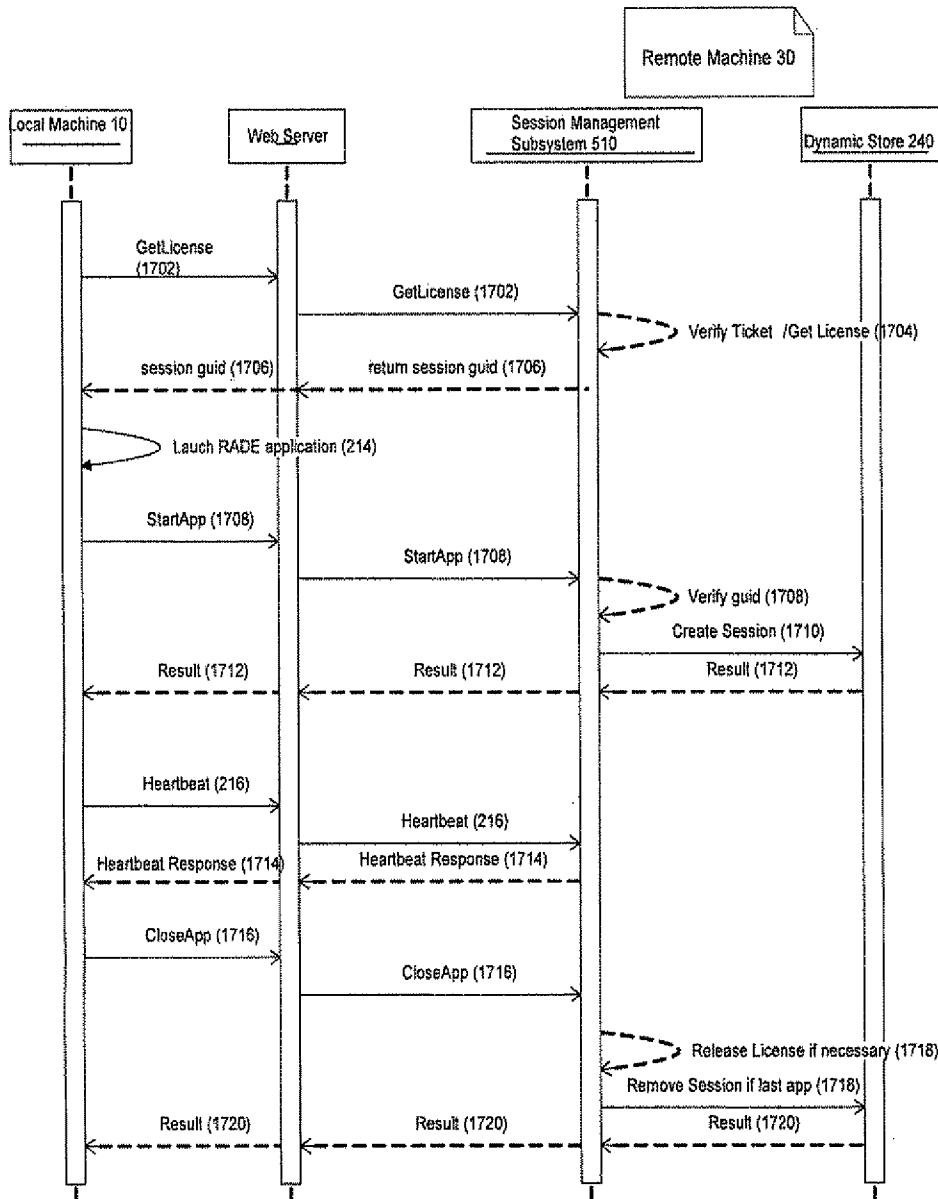 Remote Machine 30
Local Machine 10
Web Server
Session Management
Subsystem 510
Dynamic Store 240
GetLicense
(1702)
GetLicense (1702)
Verify Ticket /Get License (1704)
session guid (1706)
return session guid (1706)
Lauch RADE application (214)
StartApp (1708)
StartApp (1708)
Verify guid (1708)
Create Session (1710)
Result (1712)
Result (1712)
Result (1712)
Heartbeat (216)
Heartbeat (216)
Heartbeat Response (1714)
Heartbeat Response (1714)
CloseApp (1716)
CloseApp (1716)
Release License if necessary (1718)
Remove Session if last app (1718)
Result (1720)
Result (1720)
Result (1720)